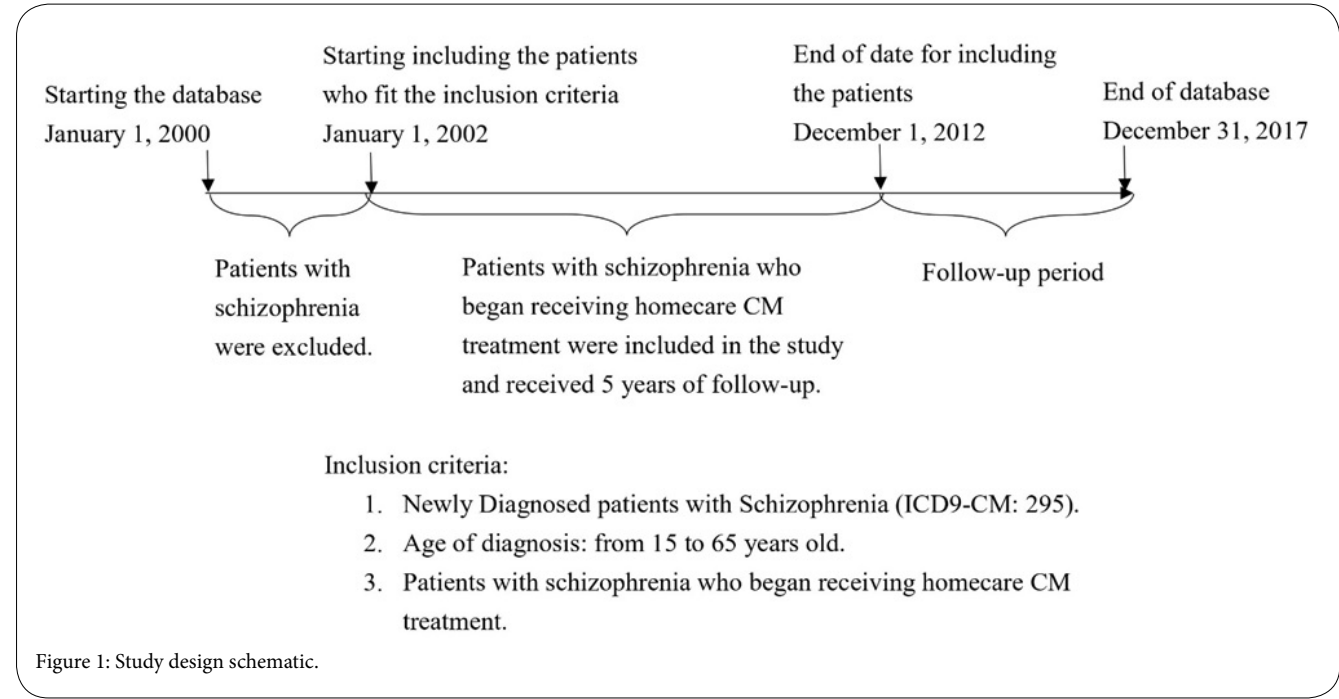 Starting the database
January 1, 2000
Starting including the patients
who fit the inclusion criteria
January 1, 2002
End of date for including
the patients
December 1, 2012
End of database
December 31, 2017
Patients with
schizophrenia
were excluded.
Patients with schizophrenia who
began receiving homecare CM
treatment were included in the study
and received 5 years of follow-up.
Follow-up period
Inclusion criteria:
1. Newly Diagnosed patients with Schizophrenia (ICD9-CM: 295).
2. Age of diagnosis: from 15 to 65 years old.
3. Patients with schizophrenia who began receiving homecare CM
treatment.
Figure 1: Study design schematic.